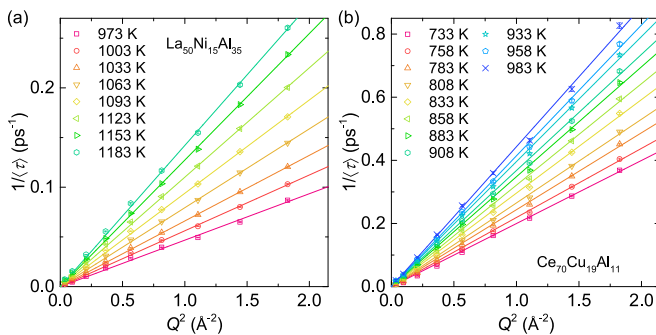 (a)
La50Ni15Al35
973 K
1003 K
1033 K
1063 K
1093 K
1123 K
1153 K
1183 K
0.2
0.1
0.0
1/⟨τ⟩ (ps⁻¹)
0.0 0.5 1.0 1.5 2.0
Q² (Å⁻²)
(b)
733 K 933 K
758 K 958 K
783 K 983 K
808 K
833 K
858 K
883 K
908 K
Ce70Cu19Al11
0.8
0.6
0.4
0.2
0.0
1/⟨τ⟩ (ps⁻¹)
0.0 0.5 1.0 1.5 2.0
Q² (Å⁻²)